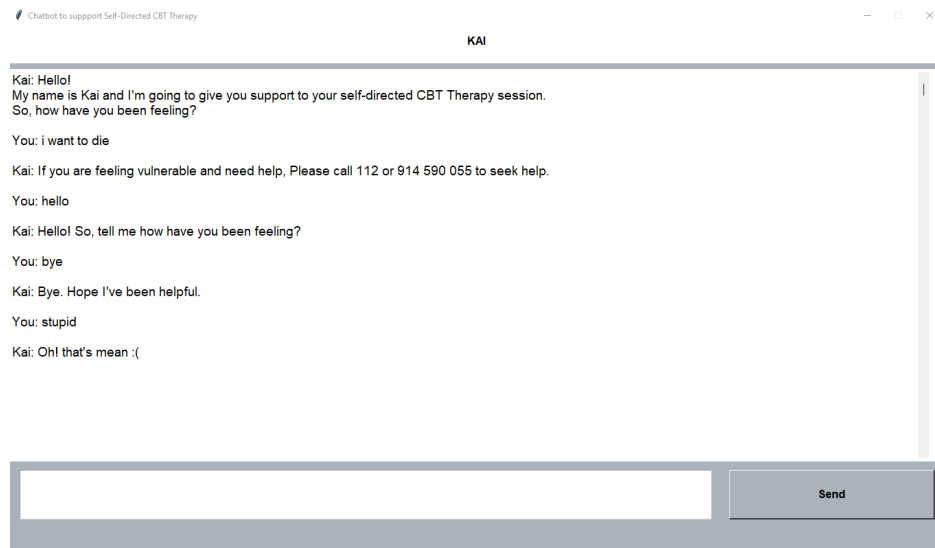 Chatbot to suppport Self-Directed CBT Therapy
KAI
Kai: Hello!
My name is Kai and I'm going to give you support to your self-directed CBT Therapy session.
So, how have you been feeling?
You: i want to die
Kai: If you are feeling vulnerable and need help, Please call 112 or 914 590 055 to seek help.
You: hello
Kai: Hello! So, tell me how have you been feeling?
You: bye
Kai: Bye. Hope I've been helpful.
You: stupid
Kai: Oh! that's mean :(
Send